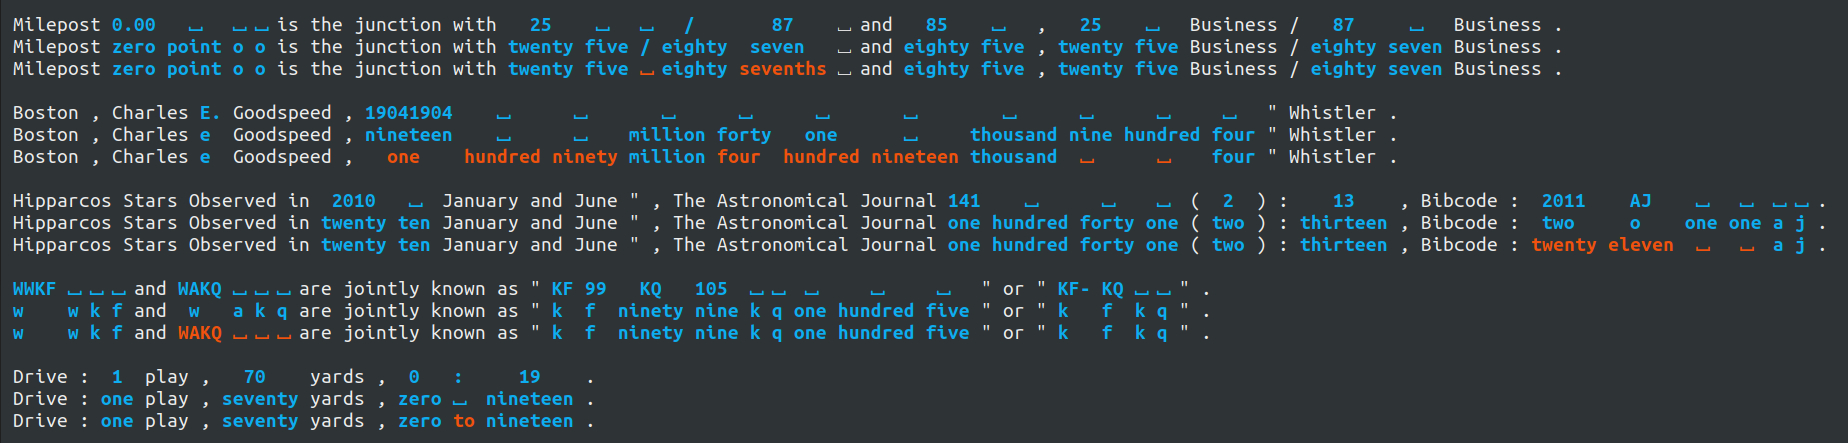 Milepost 0.00 ␣ ␣ ␣ is the junction with 25 ␣ ␣ / 87 ␣ and 85 ␣ , 25 ␣ Business / 87 ␣ Business .
Milepost zero point o o is the junction with twenty five / eighty seven ␣ and eighty five , twenty five Business / eighty seven Business .
Milepost zero point o o is the junction with twenty five ␣ eighty sevenths ␣ and eighty five , twenty five Business / eighty seven Business .
Boston , Charles E. Goodspeed , 19041904 ␣ ␣ ␣ ␣ ␣ ␣ ␣ ␣ ␣ ␣ " Whistler .
Boston , Charles e Goodspeed , nineteen ␣ ␣ million forty one ␣ thousand nine hundred four " Whistler .
Boston , Charles e Goodspeed , one hundred ninety million four hundred nineteen thousand ␣ ␣ four " Whistler .
Hipparcos Stars Observed in 2010 ␣ January and June " , The Astronomical Journal 141 ␣ ␣ ␣ ( 2 ) : 13 , Bibcode : 2011 AJ ␣ ␣ ␣ ␣ .
Hipparcos Stars Observed in twenty ten January and June " , The Astronomical Journal one hundred forty one ( two ) : thirteen , Bibcode : two o one one a j .
Hipparcos Stars Observed in twenty ten January and June " , The Astronomical Journal one hundred forty one ( two ) : thirteen , Bibcode : twenty eleven ␣ ␣ a j .
WWKF ␣ ␣ ␣ and WAKQ ␣ ␣ ␣ are jointly known as " KF 99 KQ 105 ␣ ␣ ␣ ␣ ␣ " or " KF- KQ ␣ ␣ " .
w w k f and w a k q are jointly known as " k f ninety nine k q one hundred five " or " k f k q " .
w w k f and WAKQ ␣ ␣ ␣ are jointly known as " k f ninety nine k q one hundred five " or " k f k q " .
Drive : 1 play , 70 yards , 0 : 19 .
Drive : one play , seventy yards , zero ␣ nineteen .
Drive : one play , seventy yards , zero to nineteen .